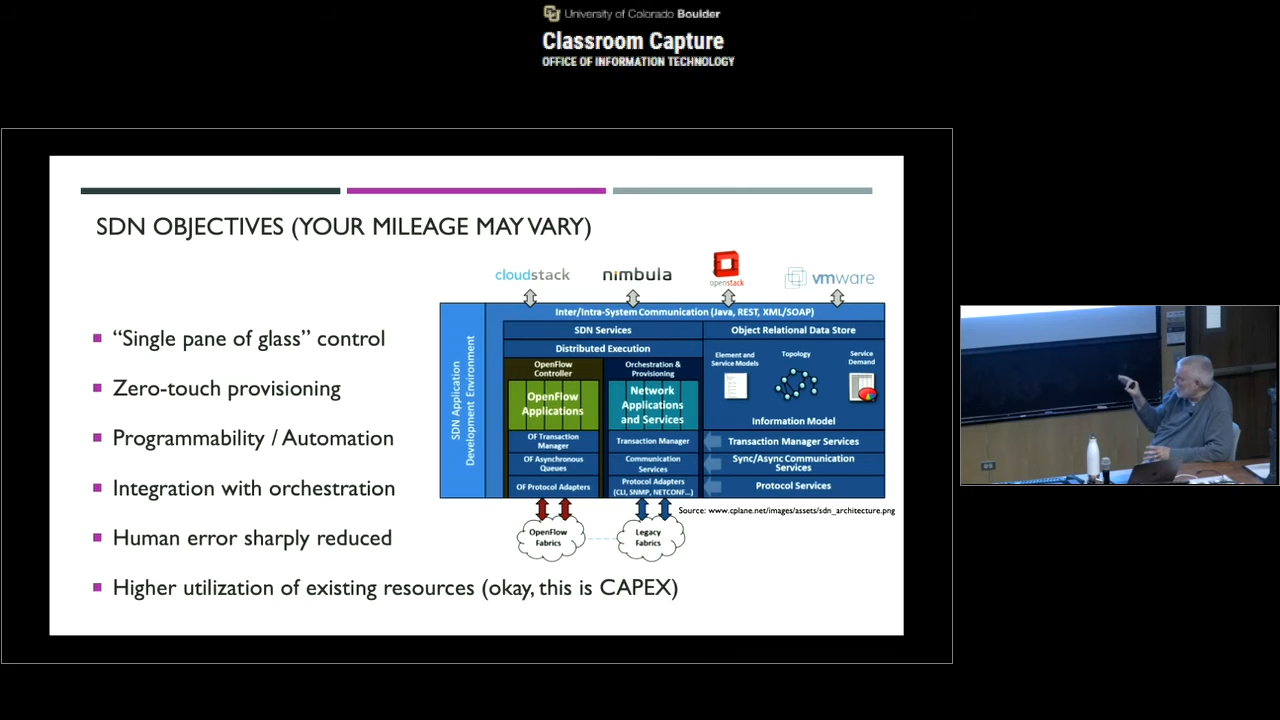 University of Colorado Boulder
Classroom Capture
OFFICE OF INFORMATION TECHNOLOGY
SDN OBJECTIVES (YOUR MILEAGE MAY VARY)
“Single pane of glass” control
Zero-touch provisioning
Programmability / Automation
Integration with orchestration
Human error sharply reduced
Higher utilization of existing resources (okay, this is CAPEX)
cloudstack
nimbula
openstack
vmware
SDN Application
Development Environment
Inter/Intra-System Communication (Java, REST, XML/SOAP)
SDN Services
Distributed Execution
OpenFlow
Controller
OpenFlow
Applications
OF Transaction
Manager
OF Asynchronous
Queues
OF Protocol Adapters
Orchestration &
Provisioning
Network
Applications
and Services
Transaction Manager
Communication
Services
Protocol Adapters
(CLI, SNMP, NETCONF...)
Object Relational Data Store
Element and
Service Models
Topology
Service
Demand
Information Model
Transaction Manager Services
Sync/Async Communication
Services
Protocol Services
OpenFlow
Fabrics
Legacy
Fabrics
Source: www.cplane.net/images/assets/sdn_architecture.png